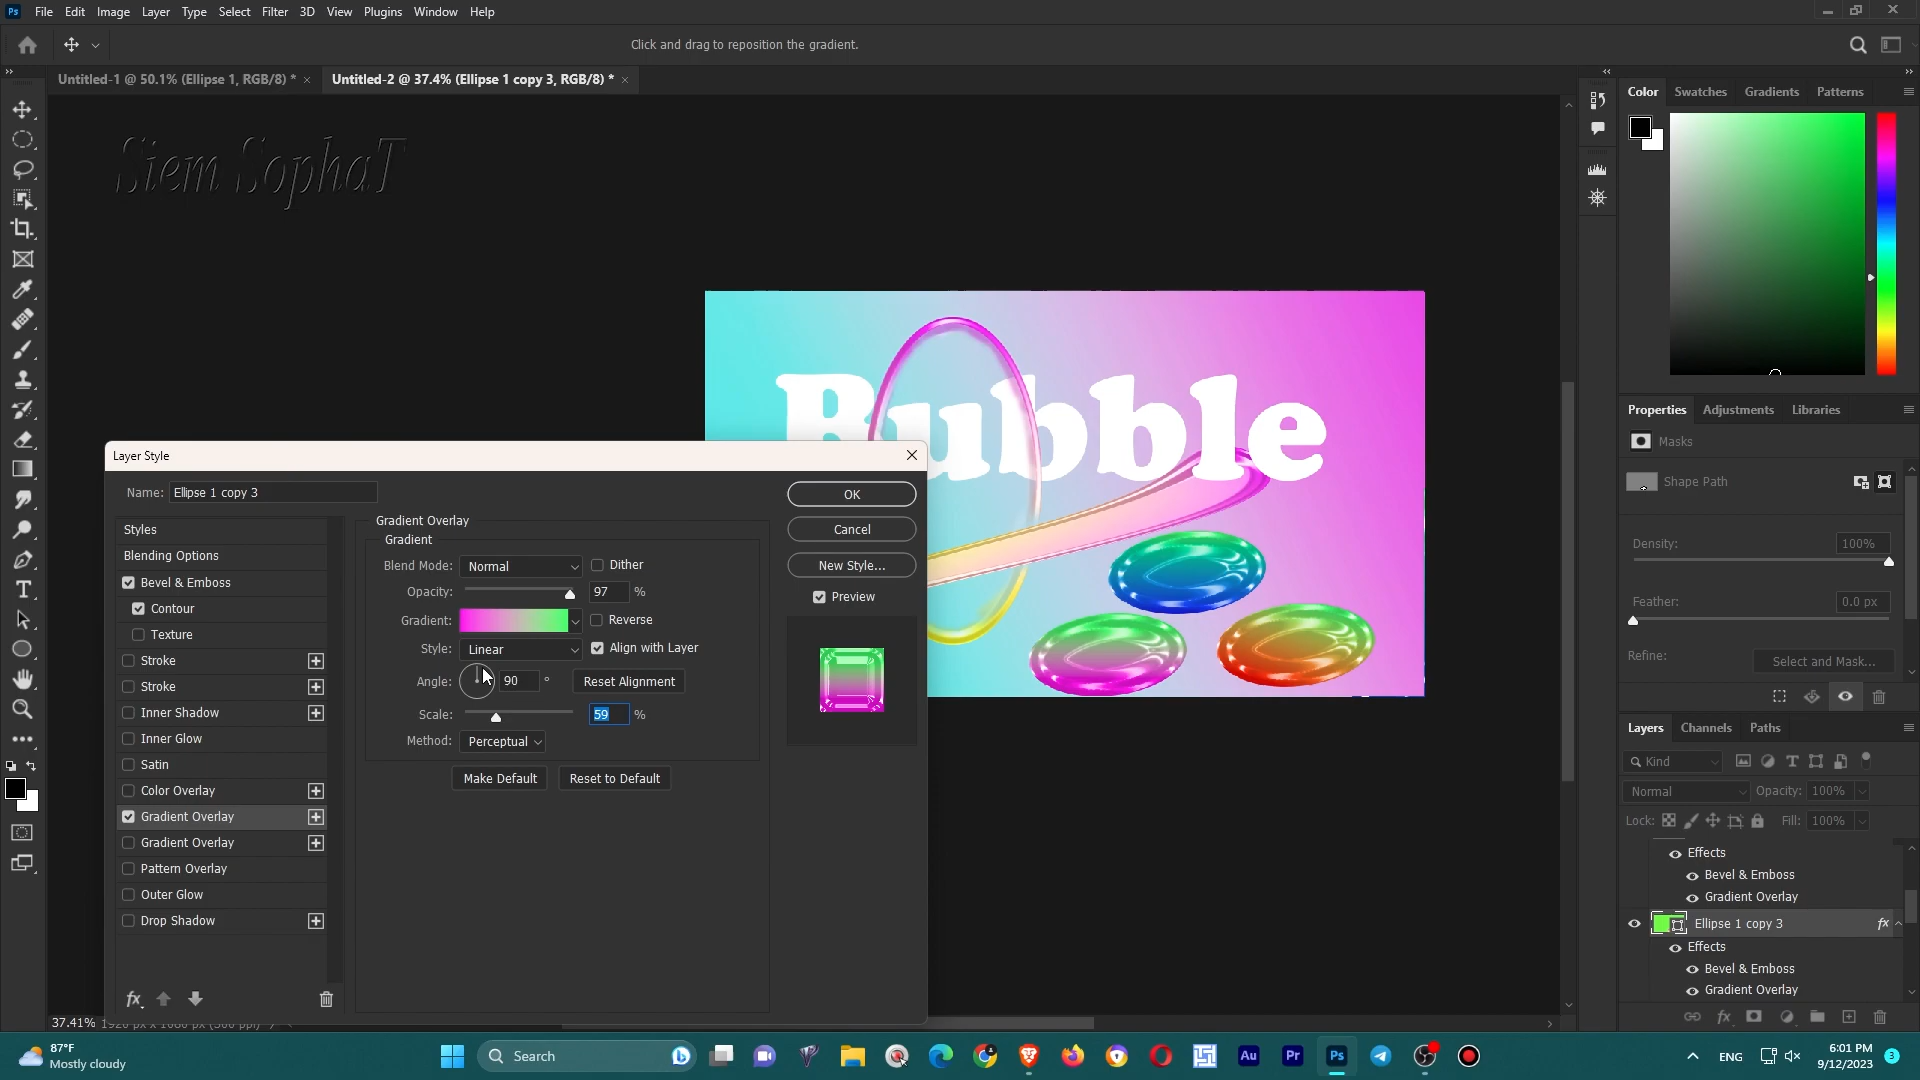 Ps File Edit Image Layer Type Select Filter 3D View Plugins Window Help
Click and drag to reposition the gradient.
Untitled-1 @ 50.1% (Ellipse 1, RGB/8) * × Untitled-2 @ 37.4% (Ellipse 1 copy 3, RGB/8) * ×
Color Swatches Gradients Patterns
Siem SophaT
Bubble
Layer Style
Name: Ellipse 1 copy 3
Styles
Blending Options
Bevel & Emboss
Contour
Texture
Stroke
Stroke
Inner Shadow
Inner Glow
Satin
Color Overlay
Gradient Overlay
Gradient Overlay
Pattern Overlay
Outer Glow
Drop Shadow
fx
Gradient Overlay
Gradient
Blend Mode: Normal Dither
Opacity: 97 %
Gradient: Reverse
Style: Linear Align with Layer
Angle: 90 ° Reset Alignment
Scale: 59 %
Method: Perceptual
Make Default Reset to Default
OK
Cancel
New Style...
Preview
Properties Adjustments Libraries
Masks
Shape Path
Density: 100%
Feather: 0.0 px
Refine: Select and Mask...
Layers Channels Paths
Kind
Normal Opacity: 100%
Lock: Fill: 100%
Effects
Bevel & Emboss
Gradient Overlay
Ellipse 1 copy 3 fx
Effects
Bevel & Emboss
Gradient Overlay
fx
37.41% 1920 px x 1080 px (300 ppi)
87°F
Mostly cloudy
Search
Au Pr Ps
ENG
6:01 PM
9/12/2023
3